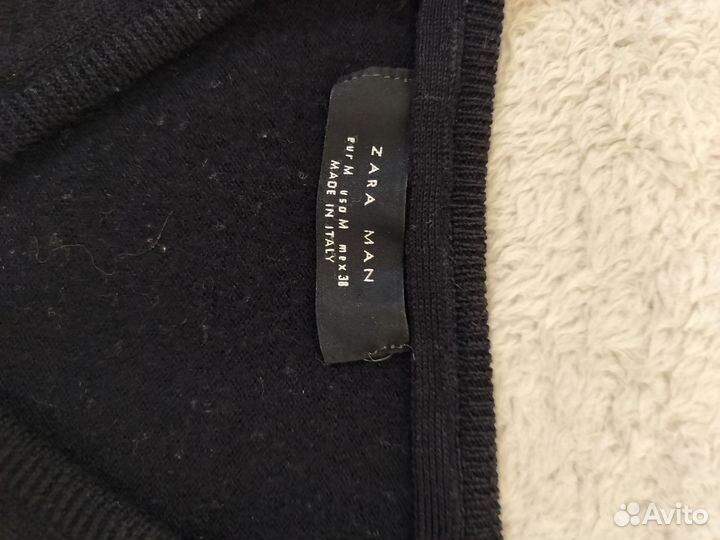 ZARA MAN
eur M usa M mex 38
MADE IN ITALY
Avito